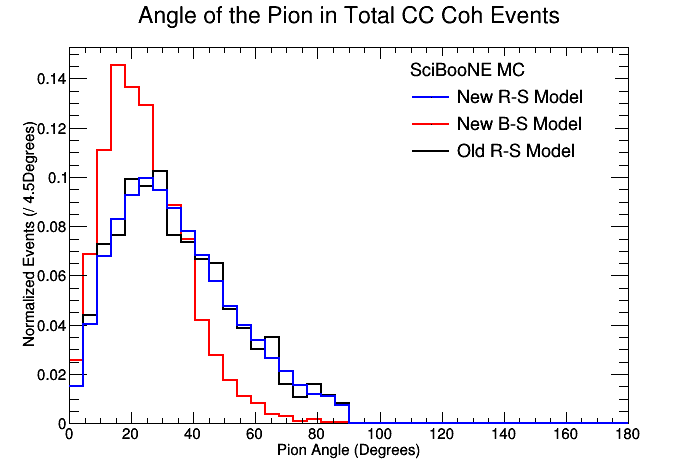 Angle of the Pion in Total CC Coh Events
SciBooNE MC
New R-S Model
New B-S Model
Old R-S Model
Normalized Events (/ 4.5Degrees)
0.14
0.12
0.1
0.08
0.06
0.04
0.02
0
0 20 40 60 80 100 120 140 160 180
Pion Angle (Degrees)